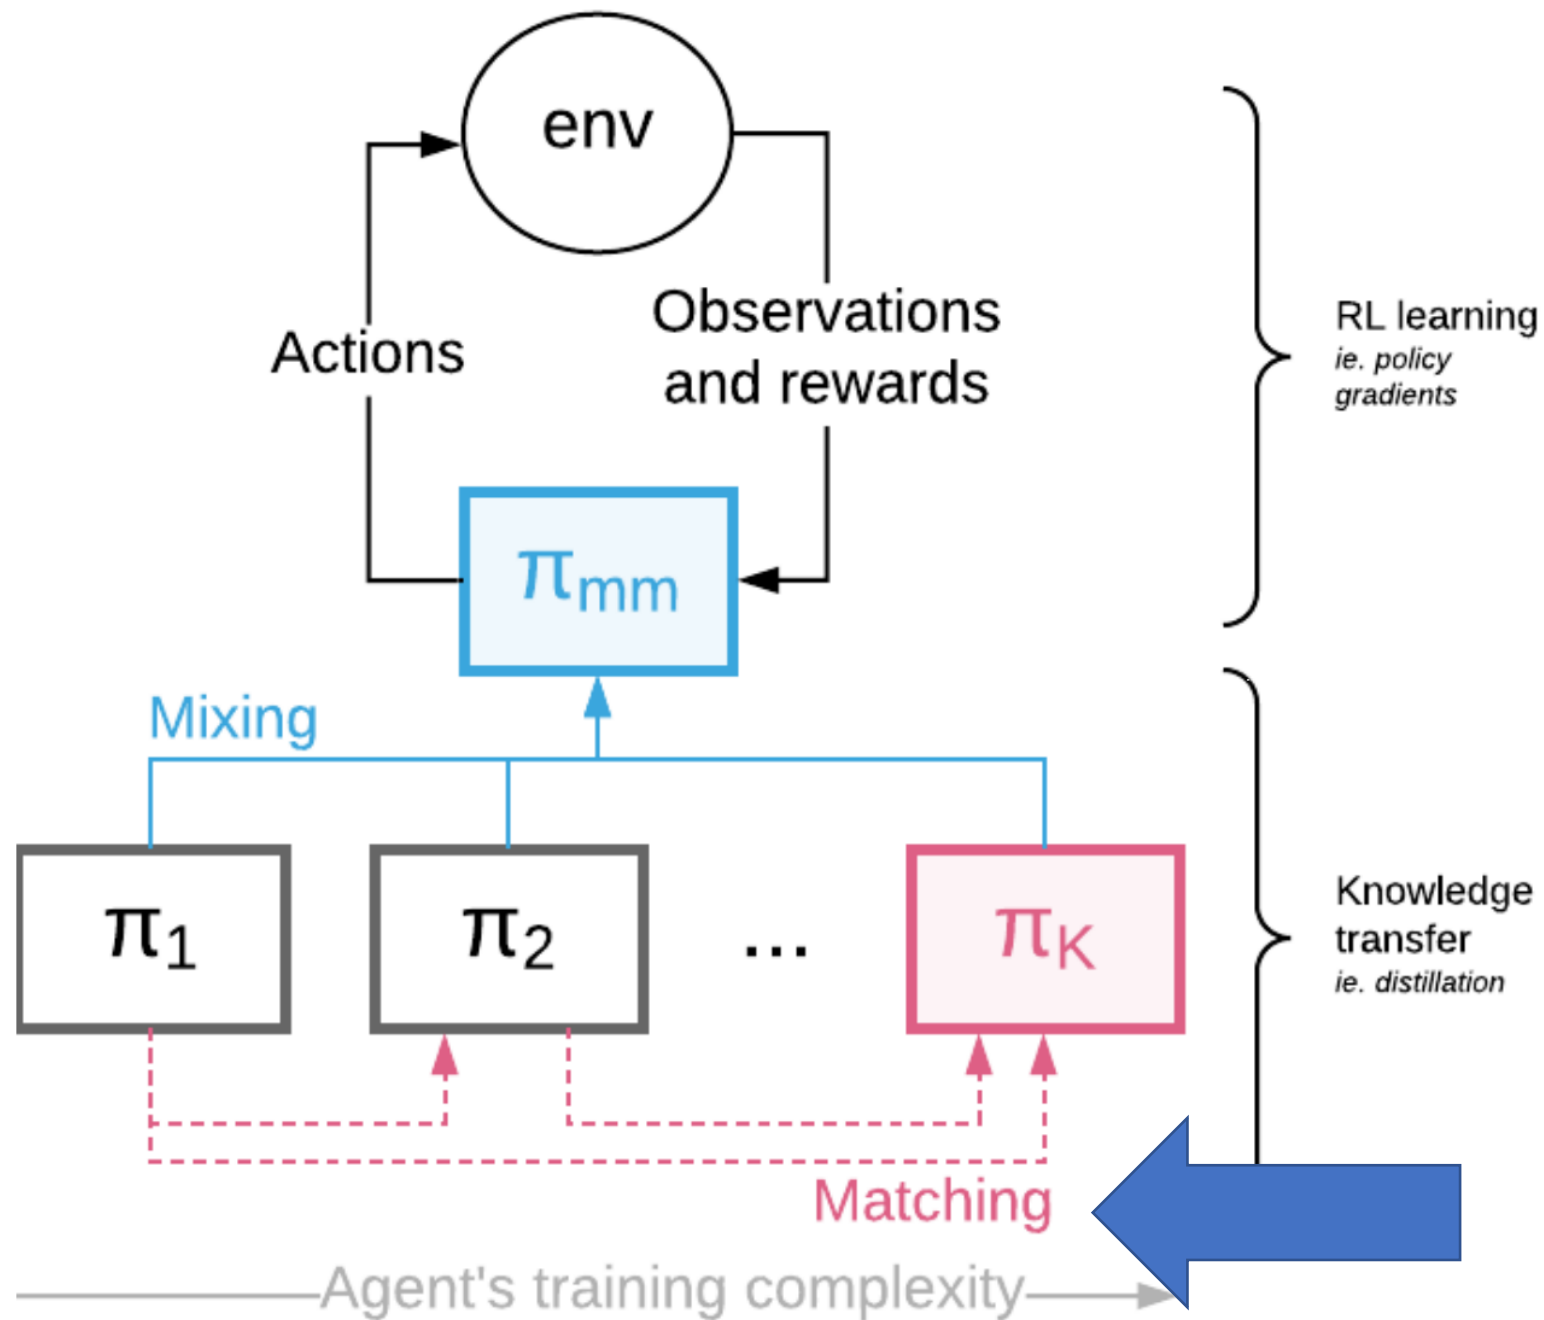 env
Actions
Observations
and rewards
RL learning
ie. policy
gradients
πmm
Mixing
π1
π2
...
πK
Knowledge
transfer
ie. distillation
Matching
Agent's training complexity